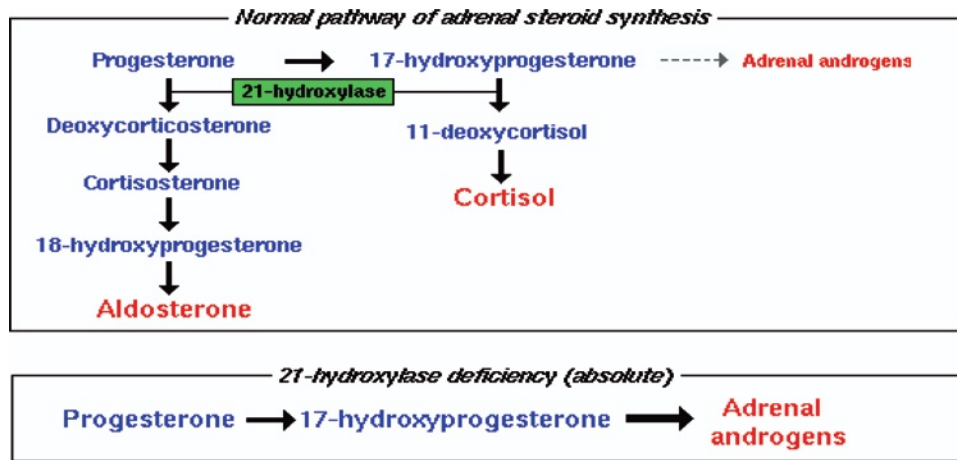 Normal pathway of adrenal steroid synthesis
Progesterone 17-hydroxyprogesterone Adrenal androgens
21-hydroxylase
Deoxycorticosterone 11-deoxycortisol
Cortisosterone Cortisol
18-hydroxyprogesterone
Aldosterone
21-hydroxylase deficiency (absolute)
Progesterone 17-hydroxyprogesterone Adrenal
androgens